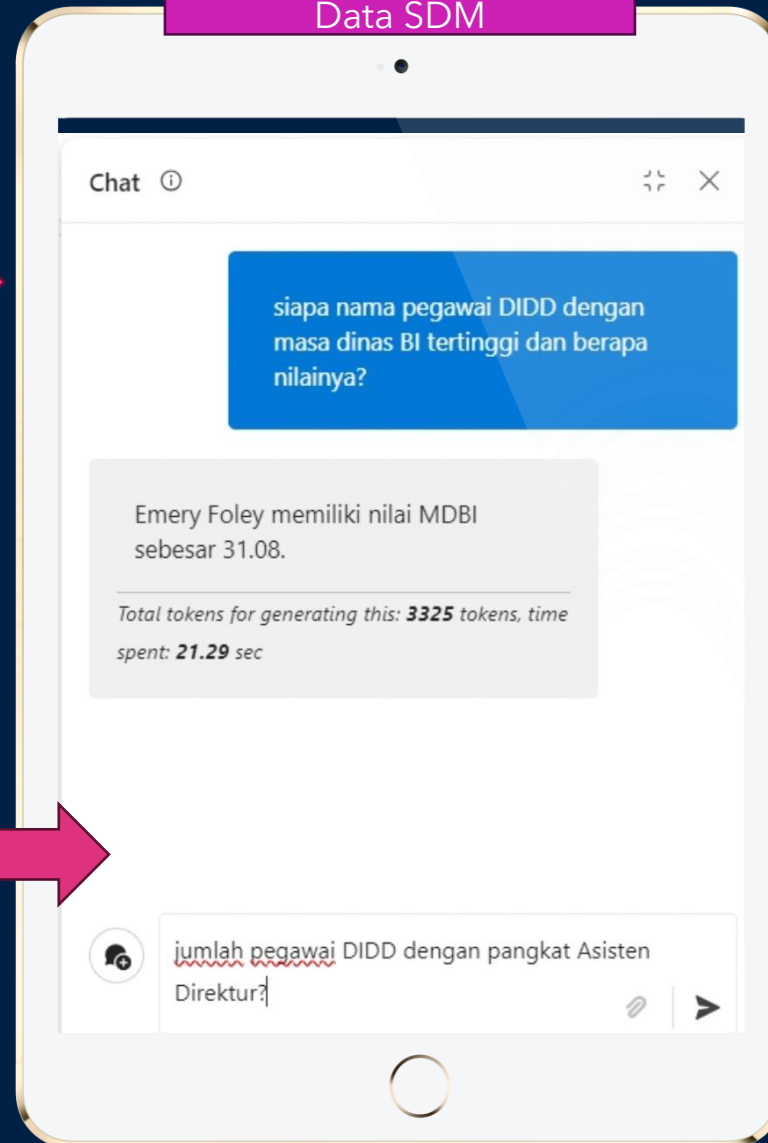 Data SDM
Chat
siapa nama pegawai DIDD dengan
masa dinas BI tertinggi dan berapa
nilainya?
Emery Foley memiliki nilai MDBI
sebesar 31.08.
Total tokens for generating this: 3325 tokens, time
spent: 21.29 sec
jumlah pegawai DIDD dengan pangkat Asisten
Direktur?